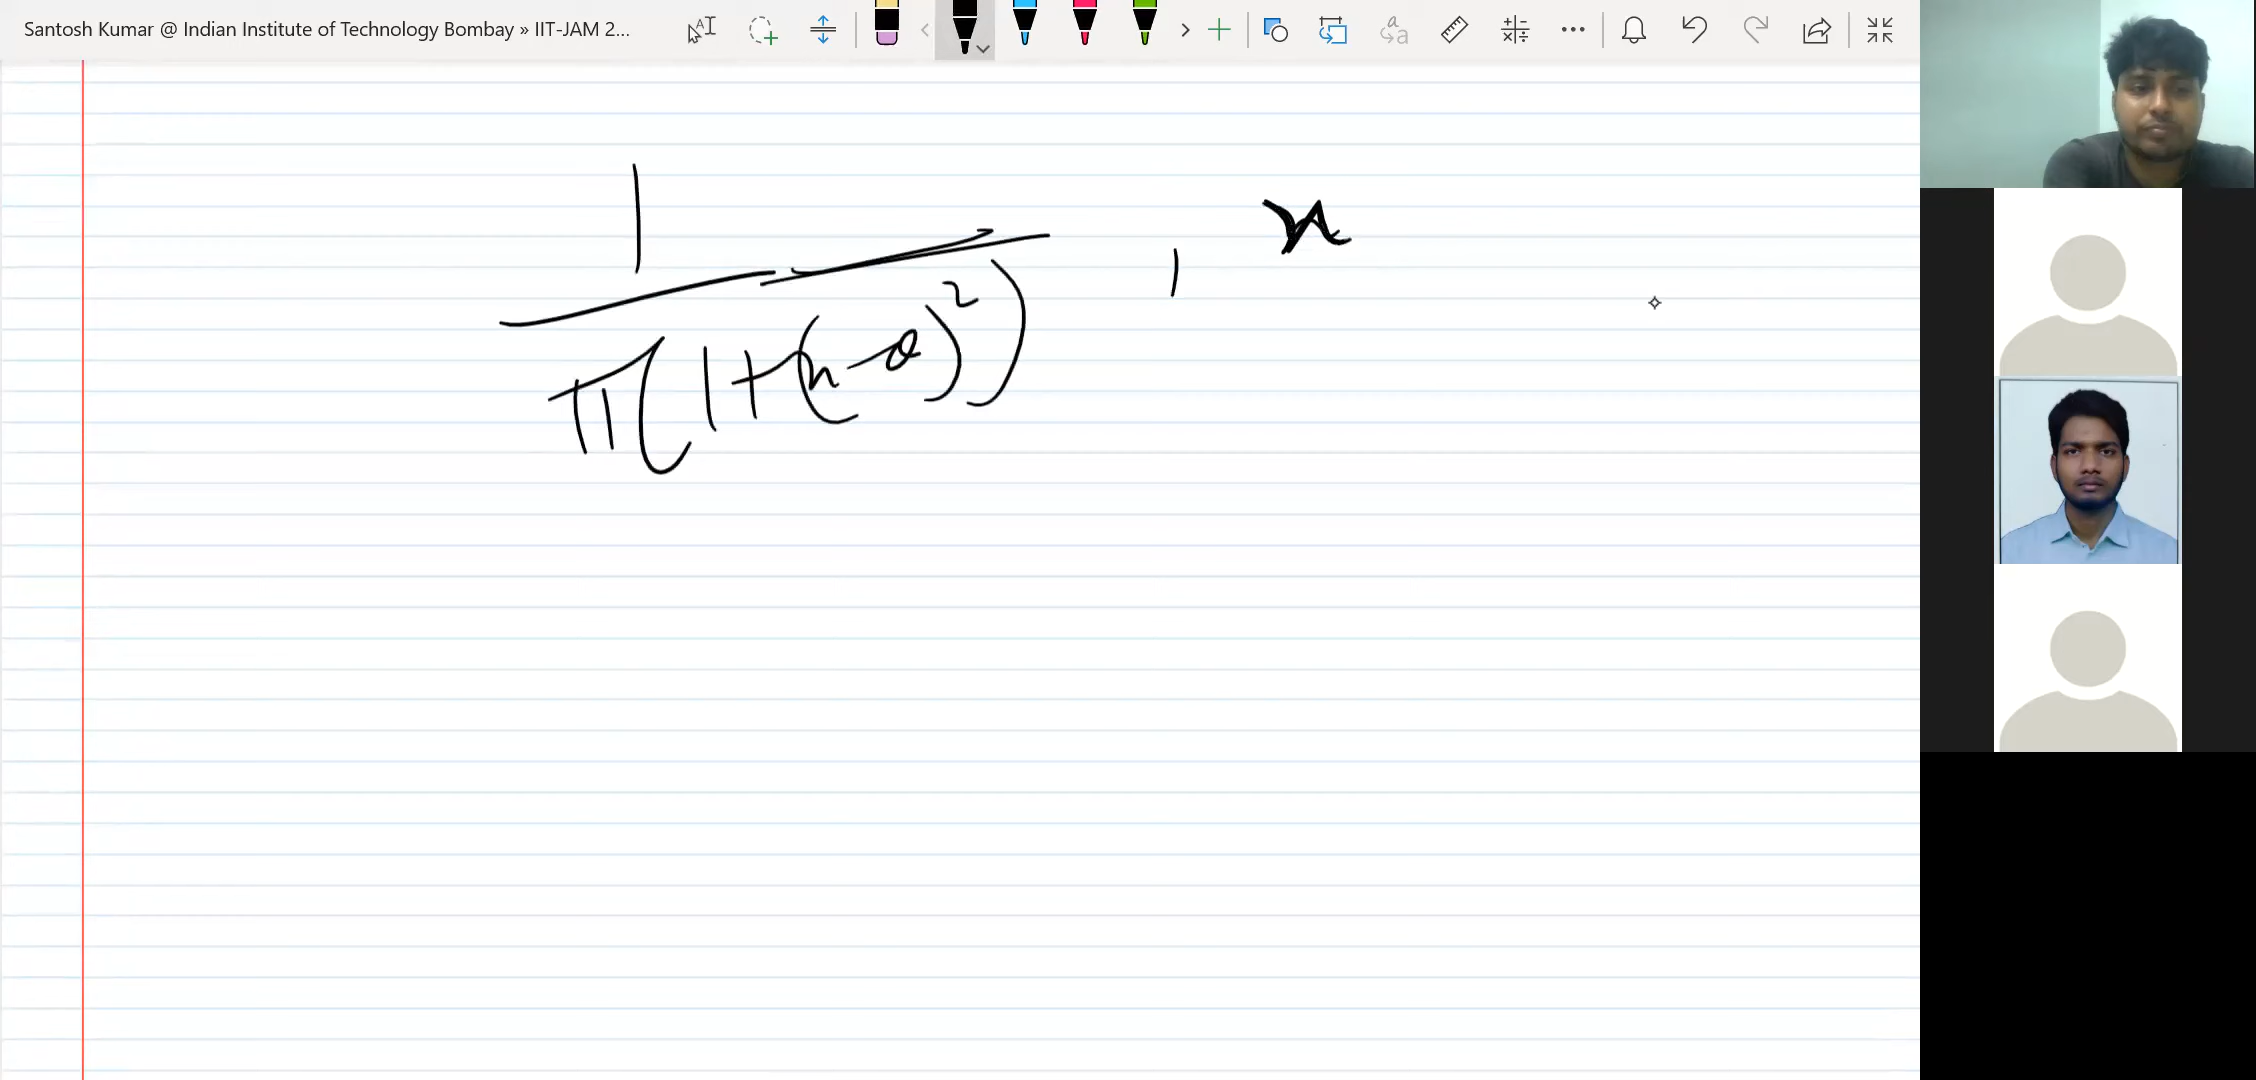 Santosh Kumar @ Indian Institute of Technology Bombay » IIT-JAM 2...
1
π(1+(x-θ)²) , x